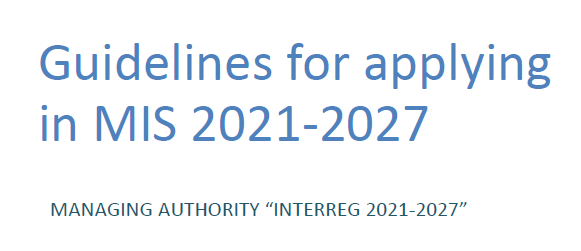 Guidelines for applying
in MIS 2021-2027
MANAGING AUTHORITY “INTERREG 2021-2027”